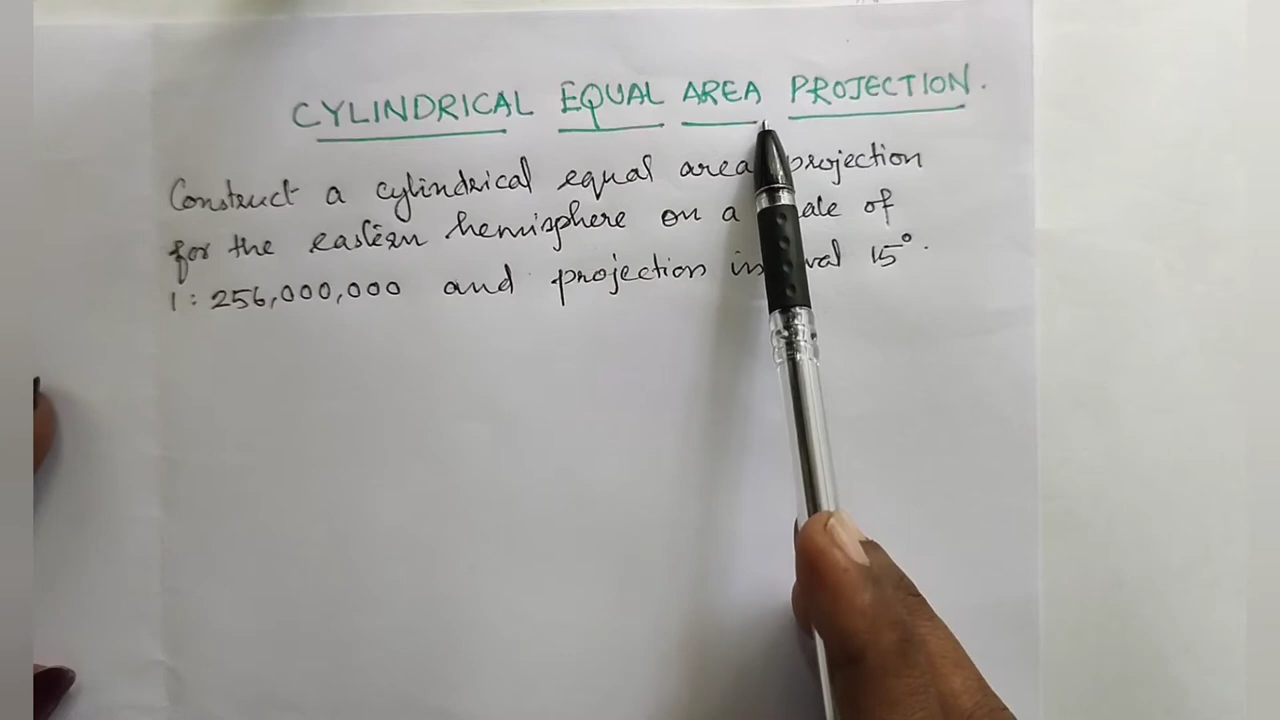 CYLINDRICAL EQUAL AREA PROJECTION.
Construct a cylindrical equal area projection
for the eastern hemisphere on a of
1:256,000,000 and projection 15°.